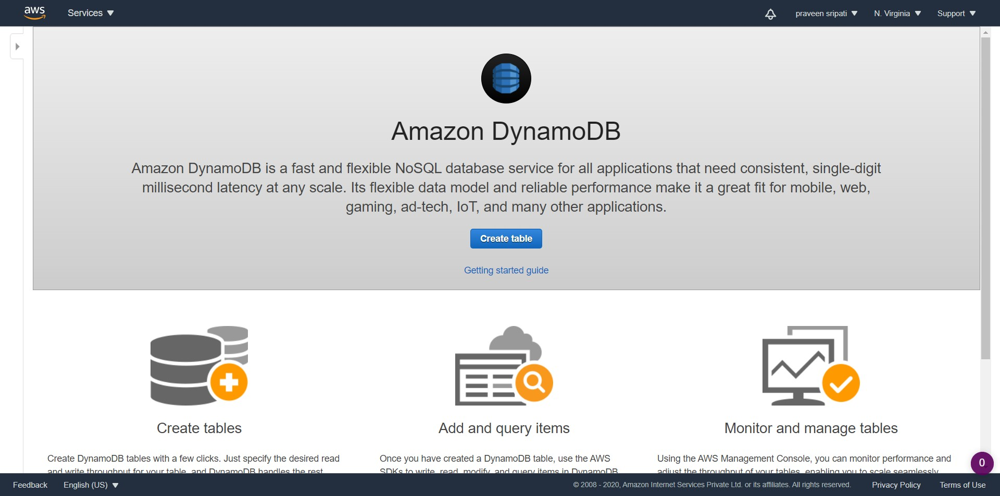 aws
Services
praveen sripati
N. Virginia
Support
Amazon DynamoDB
Amazon DynamoDB is a fast and flexible NoSQL database service for all applications that need consistent, single-digit
millisecond latency at any scale. Its flexible data model and reliable performance make it a great fit for mobile, web,
gaming, ad-tech, IoT, and many other applications.
Create table
Getting started guide
Create tables
Create DynamoDB tables with a few clicks. Just specify the desired read
and write throughput for your table, and DynamoDB handles the rest.
Add and query items
Once you have created a DynamoDB table, use the AWS
SDKs to write, read, modify, and query items in DynamoDB.
Monitor and manage tables
Using the AWS Management Console, you can monitor performance and
adjust the throughput of your tables, enabling you to scale seamlessly.
0
Feedback
English (US)
© 2008 - 2020, Amazon Internet Services Private Ltd. or its affiliates. All rights reserved.
Privacy Policy
Terms of Use